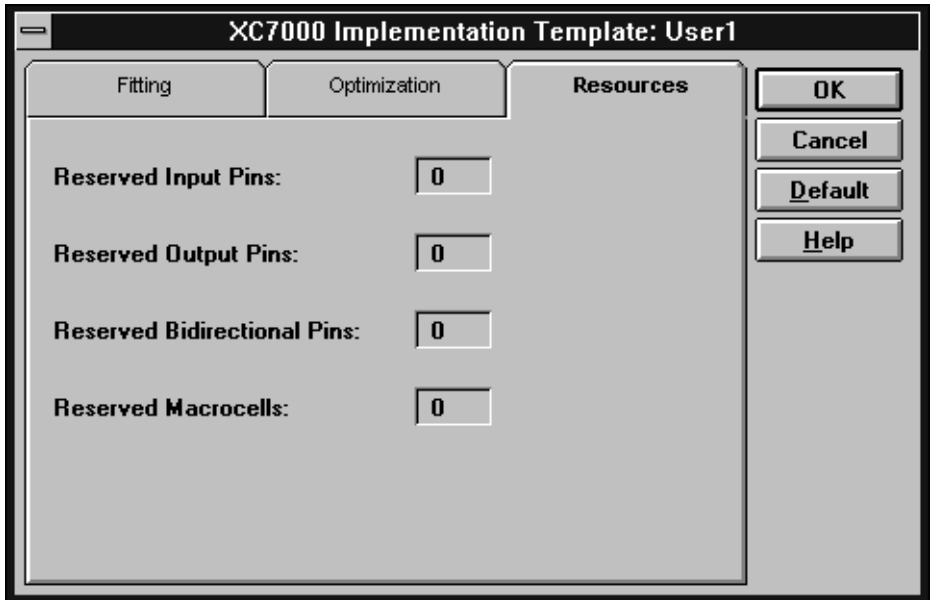 XC7000 Implementation Template: User1
Fitting
Optimization
Resources
Reserved Input Pins: 0
Reserved Output Pins: 0
Reserved Bidirectional Pins: 0
Reserved Macrocells: 0
OK
Cancel
Default
Help